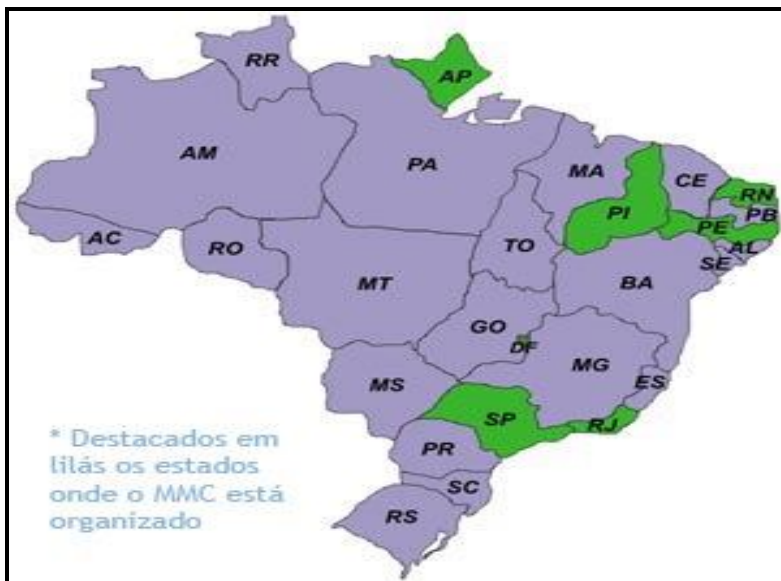 RR
AP
AM
PA
MA
CE
RN
PB
PI
PE
AL
SE
AC
RO
TO
MT
BA
GO
DF
MG
ES
MS
SP
RJ
PR
SC
RS
* Destacados em
lilás os estados
onde o MMC está
organizado